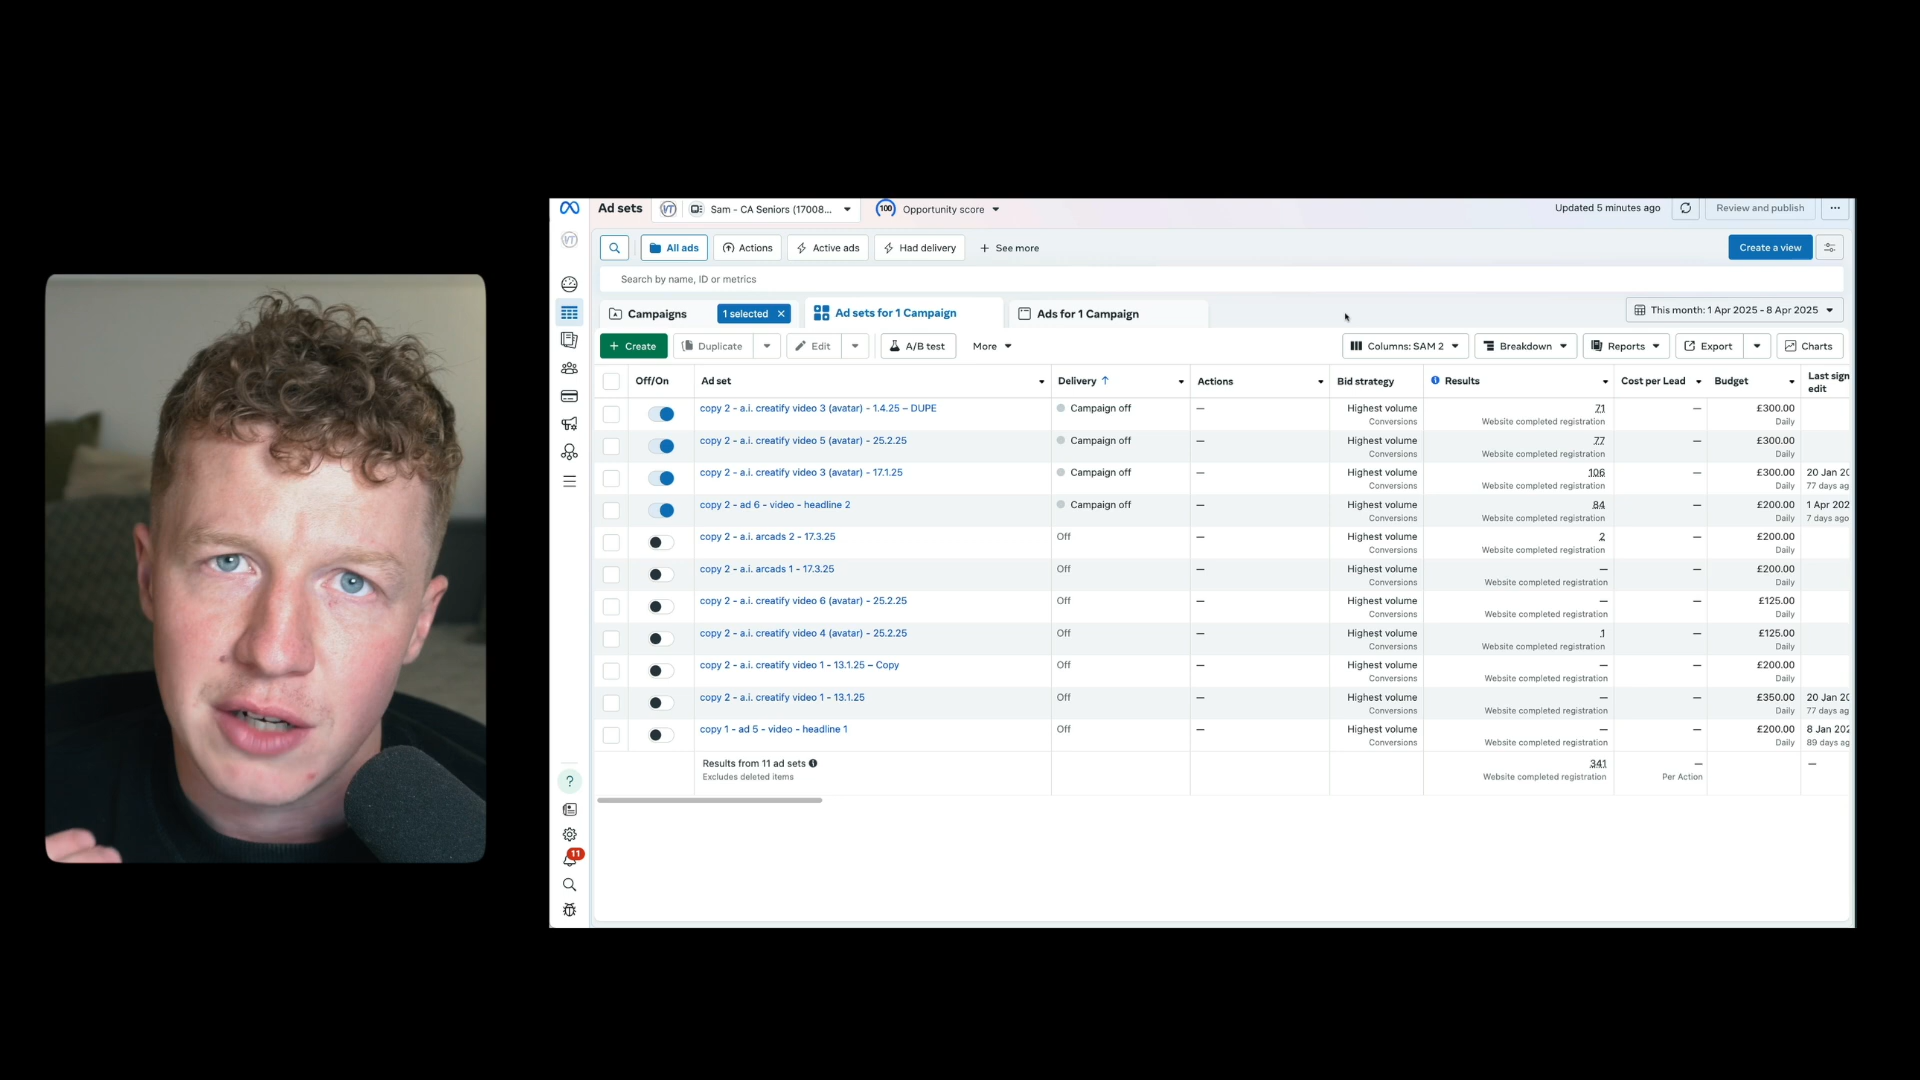 Ad sets
VT
Sam - CA Seniors (17008...
100
Opportunity score
Updated 5 minutes ago
Review and publish
VT
All ads
Actions
Active ads
Had delivery
+ See more
Create a view
Search by name, ID or metrics
Campaigns
1 selected ×
Ad sets for 1 Campaign
Ads for 1 Campaign
This month: 1 Apr 2025 - 8 Apr 2025
+ Create
Duplicate
Edit
A/B test
More
Columns: SAM 2
Breakdown
Reports
Export
Charts
Off/On
Ad set
Delivery ↑
Actions
Bid strategy
Results
Cost per Lead
Budget
Last sign
edit
copy 2 - a.i. creatify video 3 (avatar) - 1.4.25 – DUPE
Campaign off
—
Highest volume
Conversions
71
Website completed registration
—
£300.00
Daily
copy 2 - a.i. creatify video 5 (avatar) - 25.2.25
Campaign off
—
Highest volume
Conversions
77
Website completed registration
—
£300.00
Daily
copy 2 - a.i. creatify video 3 (avatar) - 17.1.25
Campaign off
—
Highest volume
Conversions
106
Website completed registration
—
£300.00
Daily
20 Jan 20
77 days ag
copy 2 - ad 6 - video - headline 2
Campaign off
—
Highest volume
Conversions
84
Website completed registration
—
£200.00
Daily
1 Apr 202
7 days ago
copy 2 - a.i. arcads 2 - 17.3.25
Off
—
Highest volume
Conversions
2
Website completed registration
—
£200.00
Daily
copy 2 - a.i. arcads 1 - 17.3.25
Off
—
Highest volume
Conversions
—
Website completed registration
—
£200.00
Daily
copy 2 - a.i. creatify video 6 (avatar) - 25.2.25
Off
—
Highest volume
Conversions
—
Website completed registration
—
£125.00
Daily
copy 2 - a.i. creatify video 4 (avatar) - 25.2.25
Off
—
Highest volume
Conversions
1
Website completed registration
—
£125.00
Daily
copy 2 - a.i. creatify video 1 - 13.1.25 – Copy
Off
—
Highest volume
Conversions
—
Website completed registration
—
£200.00
Daily
copy 2 - a.i. creatify video 1 - 13.1.25
Off
—
Highest volume
Conversions
—
Website completed registration
—
£350.00
Daily
20 Jan 20
77 days ag
copy 1 - ad 5 - video - headline 1
Off
—
Highest volume
Conversions
—
Website completed registration
—
£200.00
Daily
8 Jan 202
89 days ag
Results from 11 ad sets
Excludes deleted items
341
Website completed registration
—
Per Action
—
?
11